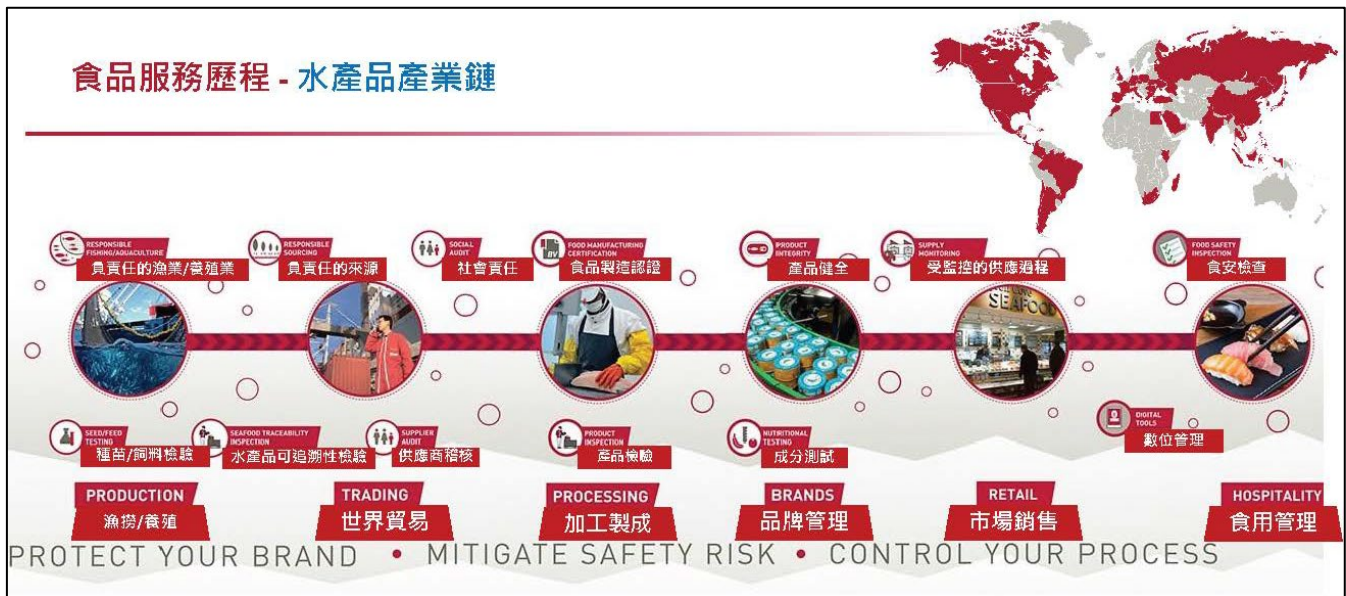 食品服務歷程 - 水產品產業鏈
RESPONSIBLE
FISHING/AQUACULTURE
負責任的漁業/養殖業
RESPONSIBLE
SOURCING
負責任的來源
SOCIAL
AUDIT
社會責任
FOOD MANUFACTURING
CERTIFICATION
BV
食品製造認證
PRODUCT
INTEGRITY
產品健全
SUPPLY
MONITORING
受監控的供應過程
FOOD SAFETY
INSPECTION
食安檢查
SEAFOOD
SEED/FEED
TESTING
種苗/飼料檢驗
SEAFOOD TRACEABILITY
INSPECTION
水產品可追溯性檢驗
SUPPLIER
AUDIT
供應商稽核
PRODUCT
INSPECTION
產品檢驗
NUTRITIONAL
TESTING
成分測試
DIGITAL
TOOLS
數位管理
PRODUCTION
漁撈/養殖
TRADING
世界貿易
PROCESSING
加工製成
BRANDS
品牌管理
RETAIL
市場銷售
HOSPITALITY
食用管理
PROTECT YOUR BRAND • MITIGATE SAFETY RISK • CONTROL YOUR PROCESS